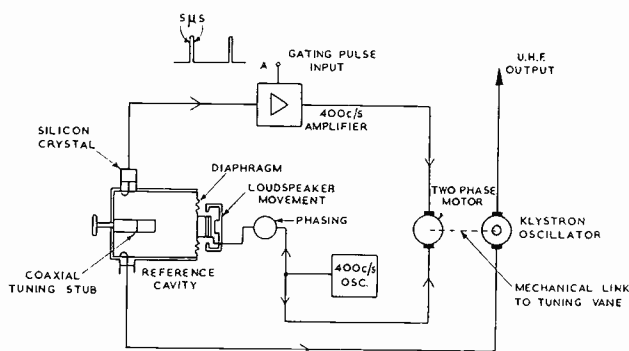 5µS
GATING PULSE
INPUT
A
U.H.F.
OUTPUT
400c/s
AMPLIFIER
SILICON
CRYSTAL
DIAPHRAGM
LOUDSPEAKER
MOVEMENT
PHASING
TWO PHASE
MOTOR
KLYSTRON
OSCILLATOR
COAXIAL
TUNING STUB
REFERENCE
CAVITY
400c/s
OSC.
MECHANICAL LINK
TO TUNING VANE